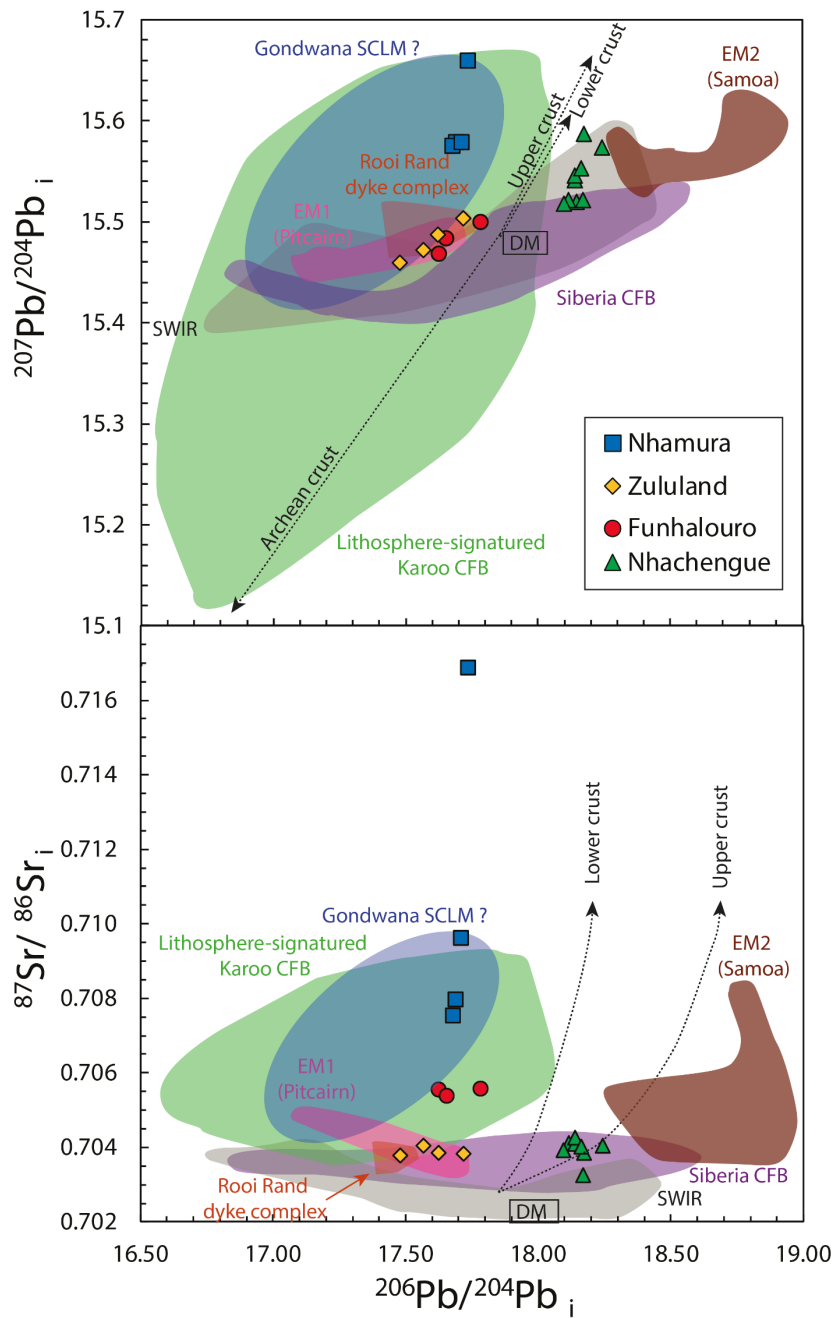 15.7
15.6
15.5
15.4
15.3
15.2
15.1
207Pb/204Pb i
Gondwana SCLM ?
Lower crust
Upper crust
EM2
(Samoa)
Rooi Rand
dyke complex
EM1
(Pitcairn)
DM
Siberia CFB
SWIR
Archean crust
Lithosphere-signatured
Karoo CFB
Nhamura
Zululand
Funhalouro
Nhachengue
0.716
0.714
0.712
0.710
0.708
0.706
0.704
0.702
87Sr/ 86Sr i
Lower crust
Upper crust
Gondwana SCLM ?
Lithosphere-signatured
Karoo CFB
EM2
(Samoa)
EM1
(Pitcairn)
Siberia CFB
Rooi Rand
dyke complex
SWIR
DM
16.50 17.00 17.50 18.00 18.50 19.00
206Pb/204Pb i